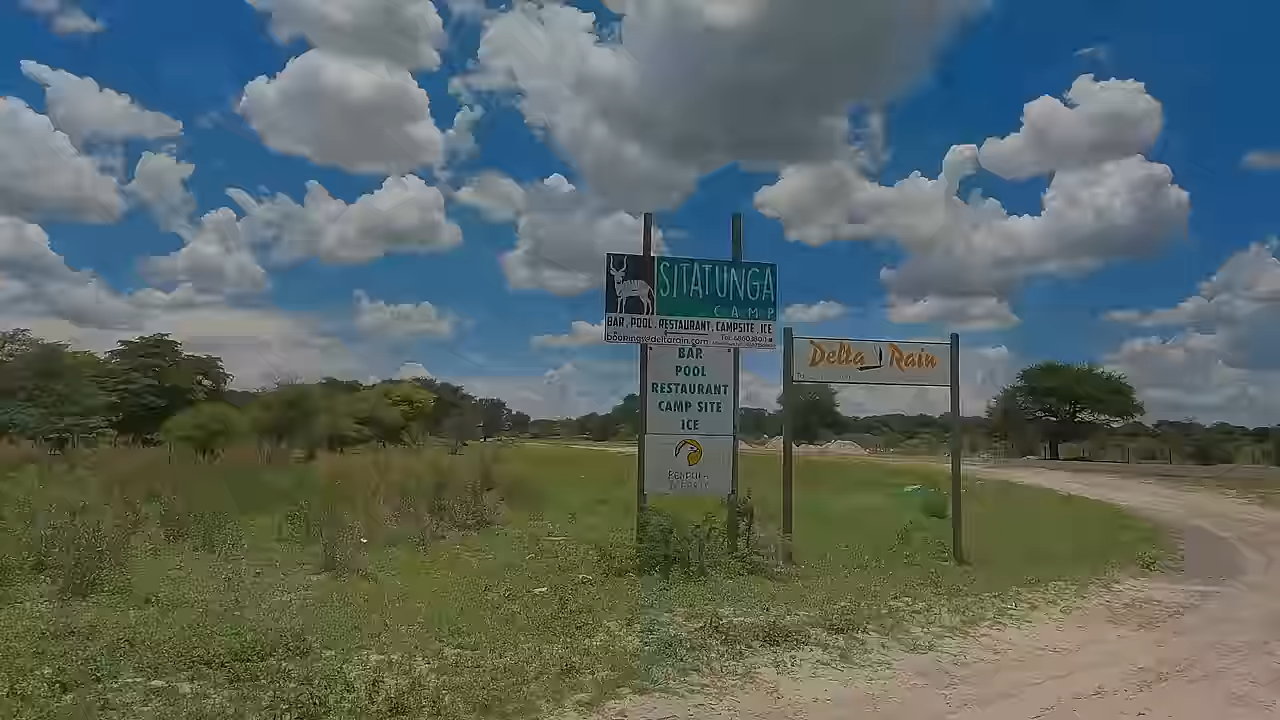 SITATUNGA
CAMP
BAR, POOL, RESTAURANT, CAMPSITE, ICE
bookings@deltarain.com
BAR
POOL
RESTAURANT
CAMP SITE
ICE
Delta Rain